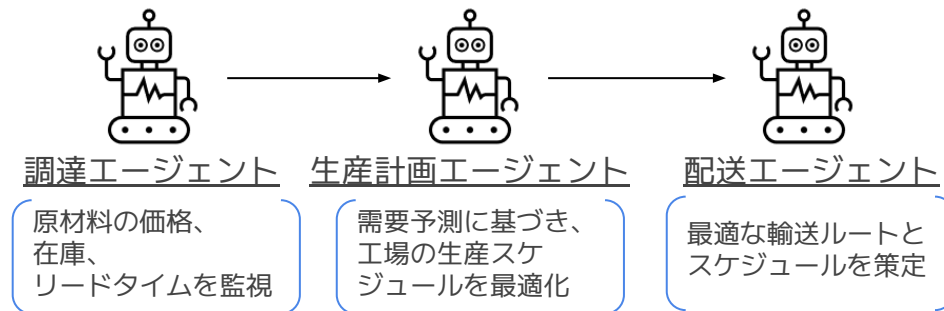 調達エージェント
原材料の価格、
在庫、
リードタイムを監視
生産計画エージェント
需要予測に基づき、
工場の生産スケ
ジュールを最適化
配送エージェント
最適な輸送ルートと
スケジュールを策定